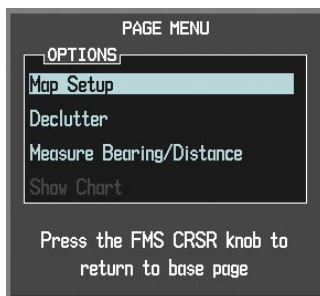 PAGE MENU
OPTIONS
Map Setup
Declutter
Measure Bearing/Distance
Show Chart
Press the FMS CRSR knob to
return to base page